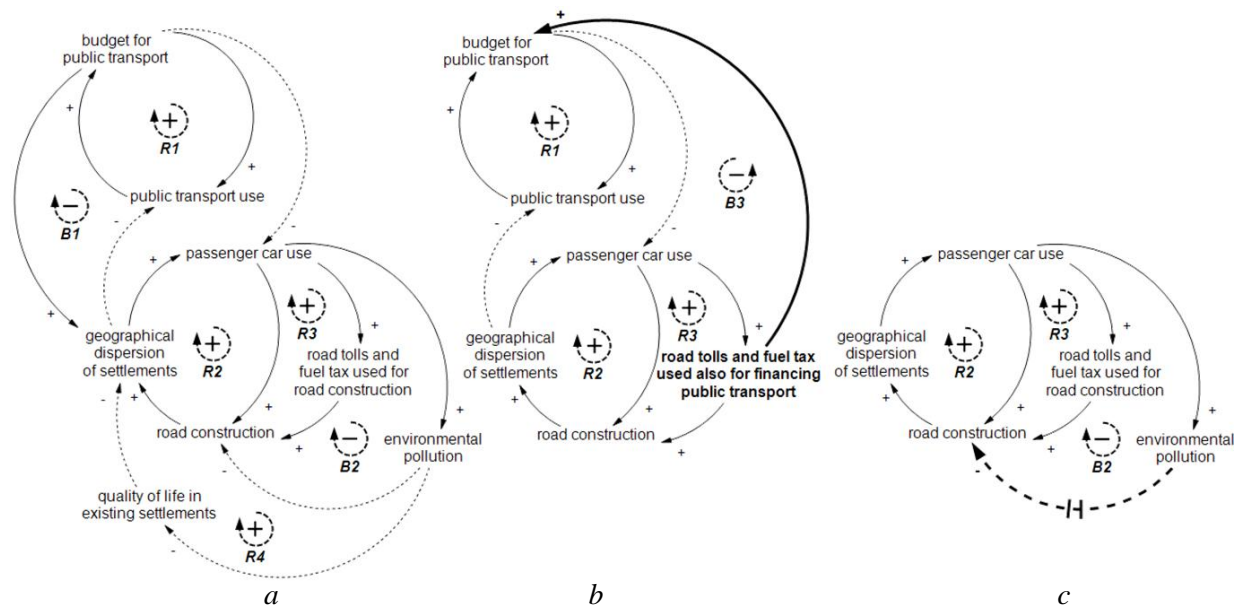 budget for
public transport
+
+
R1
+
public transport use
−
B1
-
-
+
passenger car use
+
+
R3
+
geographical
dispersion
of settlements
+
R2
+
road tolls and
fuel tax used for
road construction
-
+
+
+
road construction
+
−
B2
environmental
pollution
-
quality of life in
existing settlements
+
R4
-
a
+
budget for
public transport
+
+
R1
+
public transport use
−
B3
-
-
+
passenger car use
+
R3
+
geographical
dispersion
of settlements
+
R2
road tolls and fuel tax
used also for financing
public transport
+
+
road construction
+
b
+
passenger car use
+
R3
+
geographical
dispersion
of settlements
+
R2
road tolls and
fuel tax used for
road construction
+
+
+
road construction
+
−
B2
environmental
pollution
-
c